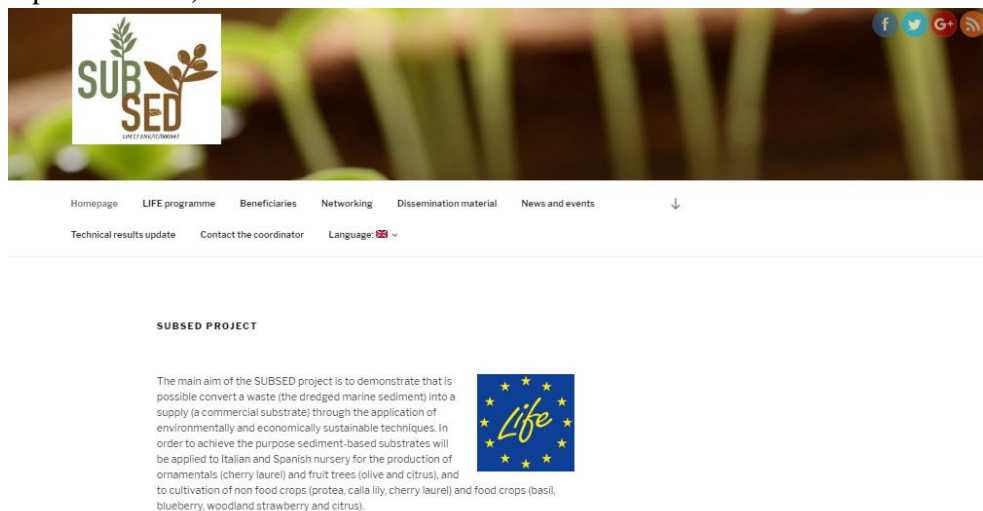 SUB
SED
LIFE17 ENV/IT/000347
f
G+
Homepage LIFE programme Beneficiaries Networking Dissemination material News and events
Technical results update Contact the coordinator Language:
SUBSED PROJECT
The main aim of the SUBSED project is to demonstrate that is
possible convert a waste (the dredged marine sediment) into a
supply (a commercial substrate) through the application of
environmentally and economically sustainable techniques. In
order to achieve the purpose sediment-based substrates will
be applied to Italian and Spanish nursery for the production of
ornamentals (cherry laurel) and fruit trees (olive and citrus), and
to cultivation of non food crops (protea, calla lily, cherry laurel) and food crops (basil,
blueberry, woodland strawberry and citrus).
Life